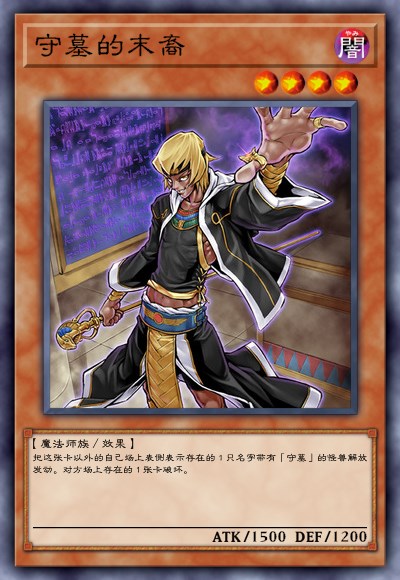 守墓的末裔
やみ
闇
【魔法师族／效果】
把这张卡以外的自己场上表侧表示存在的1只名字带有「守墓」的怪兽解放
发动。对方场上存在的1张卡破坏。
ATK/1500 DEF/1200